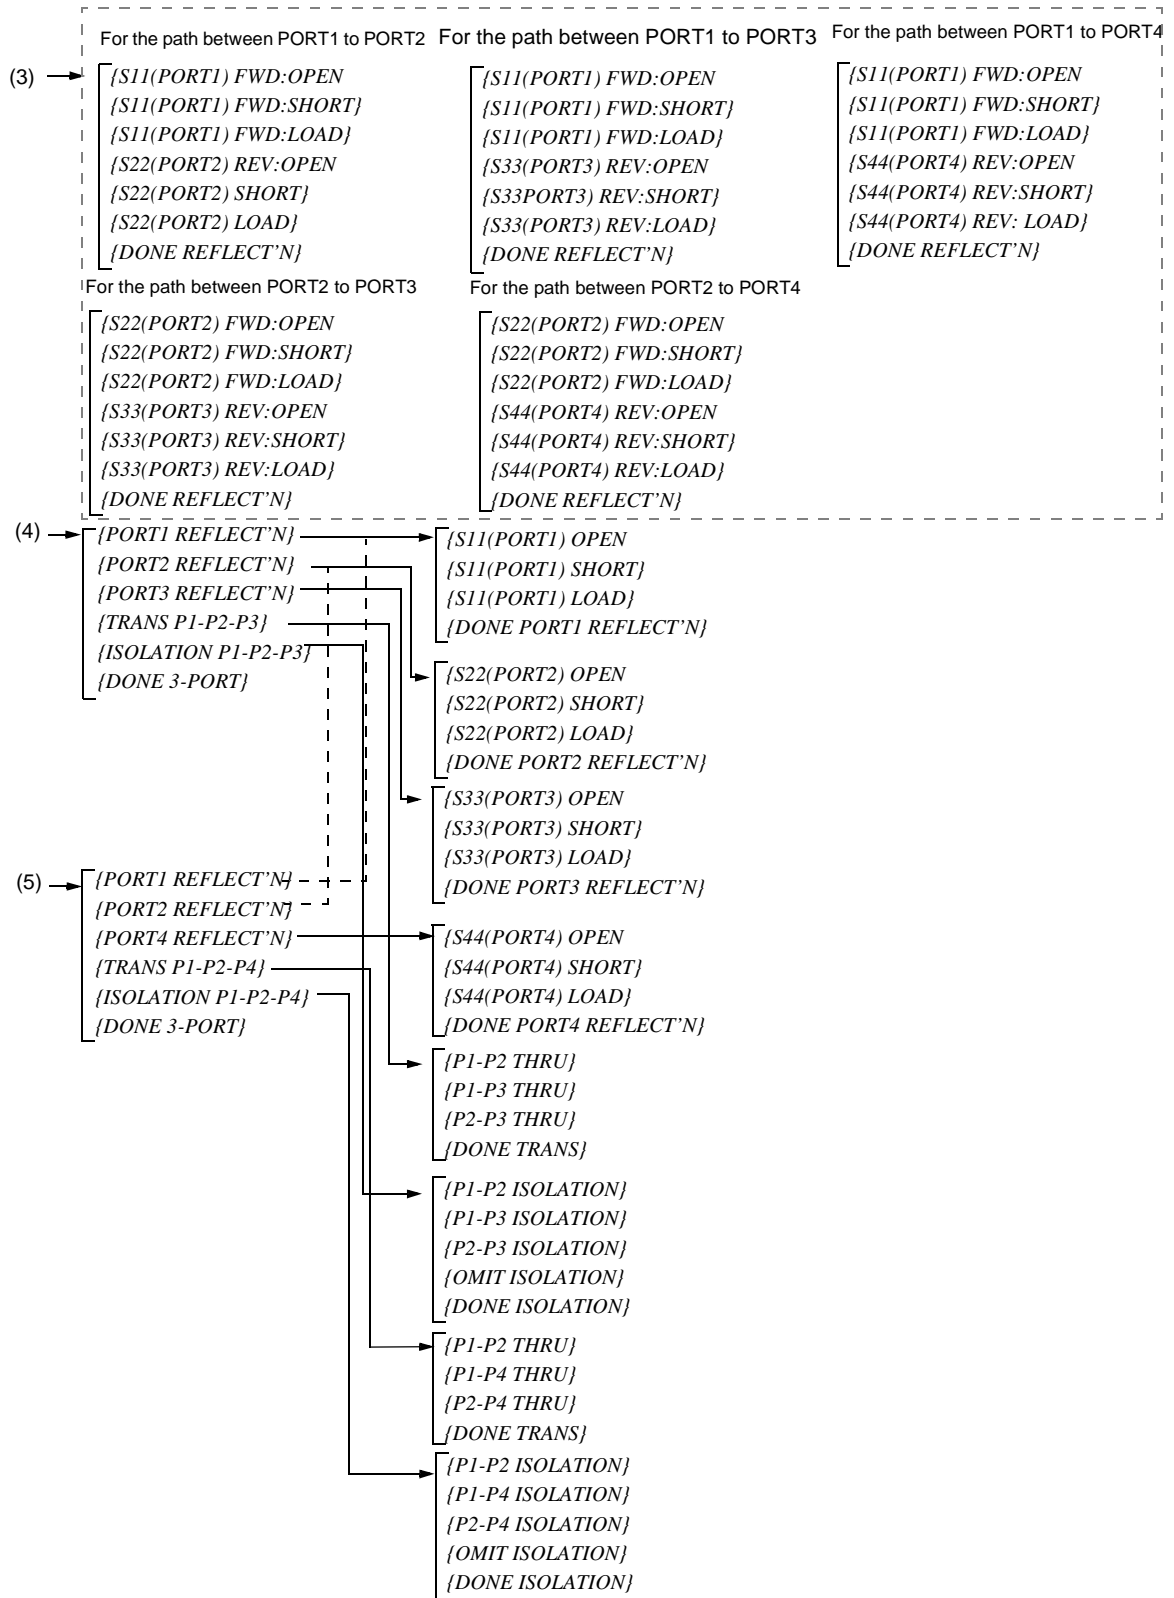 For the path between PORT1 to PORT2
For the path between PORT1 to PORT3
For the path between PORT1 to PORT4
(3)
{S11(PORT1) FWD:OPEN
{S11(PORT1) FWD:SHORT}
{S11(PORT1) FWD:LOAD}
{S22(PORT2) REV:OPEN
{S22(PORT2) SHORT}
{S22(PORT2) LOAD}
{DONE REFLECT'N}
{S11(PORT1) FWD:OPEN
{S11(PORT1) FWD:SHORT}
{S11(PORT1) FWD:LOAD}
{S33(PORT3) REV:OPEN
{S33PORT3) REV:SHORT}
{S33(PORT3) REV:LOAD}
{DONE REFLECT'N}
{S11(PORT1) FWD:OPEN
{S11(PORT1) FWD:SHORT}
{S11(PORT1) FWD:LOAD}
{S44(PORT4) REV:OPEN
{S44(PORT4) REV:SHORT}
{S44(PORT4) REV: LOAD}
{DONE REFLECT'N}
For the path between PORT2 to PORT3
For the path between PORT2 to PORT4
{S22(PORT2) FWD:OPEN
{S22(PORT2) FWD:SHORT}
{S22(PORT2) FWD:LOAD}
{S33(PORT3) REV:OPEN
{S33(PORT3) REV:SHORT}
{S33(PORT3) REV:LOAD}
{DONE REFLECT'N}
{S22(PORT2) FWD:OPEN
{S22(PORT2) FWD:SHORT}
{S22(PORT2) FWD:LOAD}
{S44(PORT4) REV:OPEN
{S44(PORT4) REV:SHORT}
{S44(PORT4) REV:LOAD}
{DONE REFLECT'N}
(4)
{PORT1 REFLECT'N}
{PORT2 REFLECT'N}
{PORT3 REFLECT'N}
{TRANS P1-P2-P3}
{ISOLATION P1-P2-P3}
{DONE 3-PORT}
{S11(PORT1) OPEN
{S11(PORT1) SHORT}
{S11(PORT1) LOAD}
{DONE PORT1 REFLECT'N}
{S22(PORT2) OPEN
{S22(PORT2) SHORT}
{S22(PORT2) LOAD}
{DONE PORT2 REFLECT'N}
{S33(PORT3) OPEN
{S33(PORT3) SHORT}
{S33(PORT3) LOAD}
{DONE PORT3 REFLECT'N}
(5)
{PORT1 REFLECT'N}
{PORT2 REFLECT'N}
{PORT4 REFLECT'N}
{TRANS P1-P2-P4}
{ISOLATION P1-P2-P4}
{DONE 3-PORT}
{S44(PORT4) OPEN
{S44(PORT4) SHORT}
{S44(PORT4) LOAD}
{DONE PORT4 REFLECT'N}
{P1-P2 THRU}
{P1-P3 THRU}
{P2-P3 THRU}
{DONE TRANS}
{P1-P2 ISOLATION}
{P1-P3 ISOLATION}
{P2-P3 ISOLATION}
{OMIT ISOLATION}
{DONE ISOLATION}
{P1-P2 THRU}
{P1-P4 THRU}
{P2-P4 THRU}
{DONE TRANS}
{P1-P2 ISOLATION}
{P1-P4 ISOLATION}
{P2-P4 ISOLATION}
{OMIT ISOLATION}
{DONE ISOLATION}